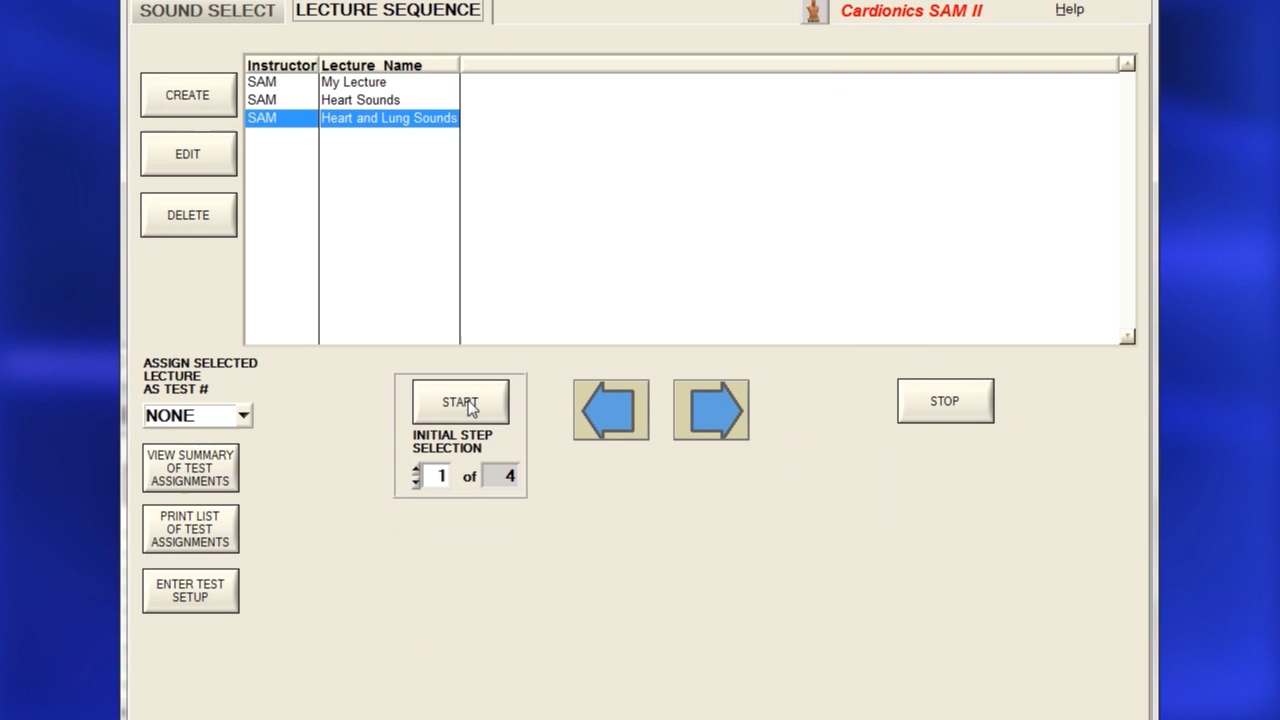 SOUND SELECT LECTURE SEQUENCE Cardionics SAM II Help
Instructor Lecture Name
SAM My Lecture
SAM Heart Sounds
SAM Heart and Lung Sounds
CREATE
EDIT
DELETE
ASSIGN SELECTED
LECTURE
AS TEST #
NONE
VIEW SUMMARY
OF TEST
ASSIGNMENTS
PRINT LIST
OF TEST
ASSIGNMENTS
ENTER TEST
SETUP
START
INITIAL STEP
SELECTION
1 of 4
STOP